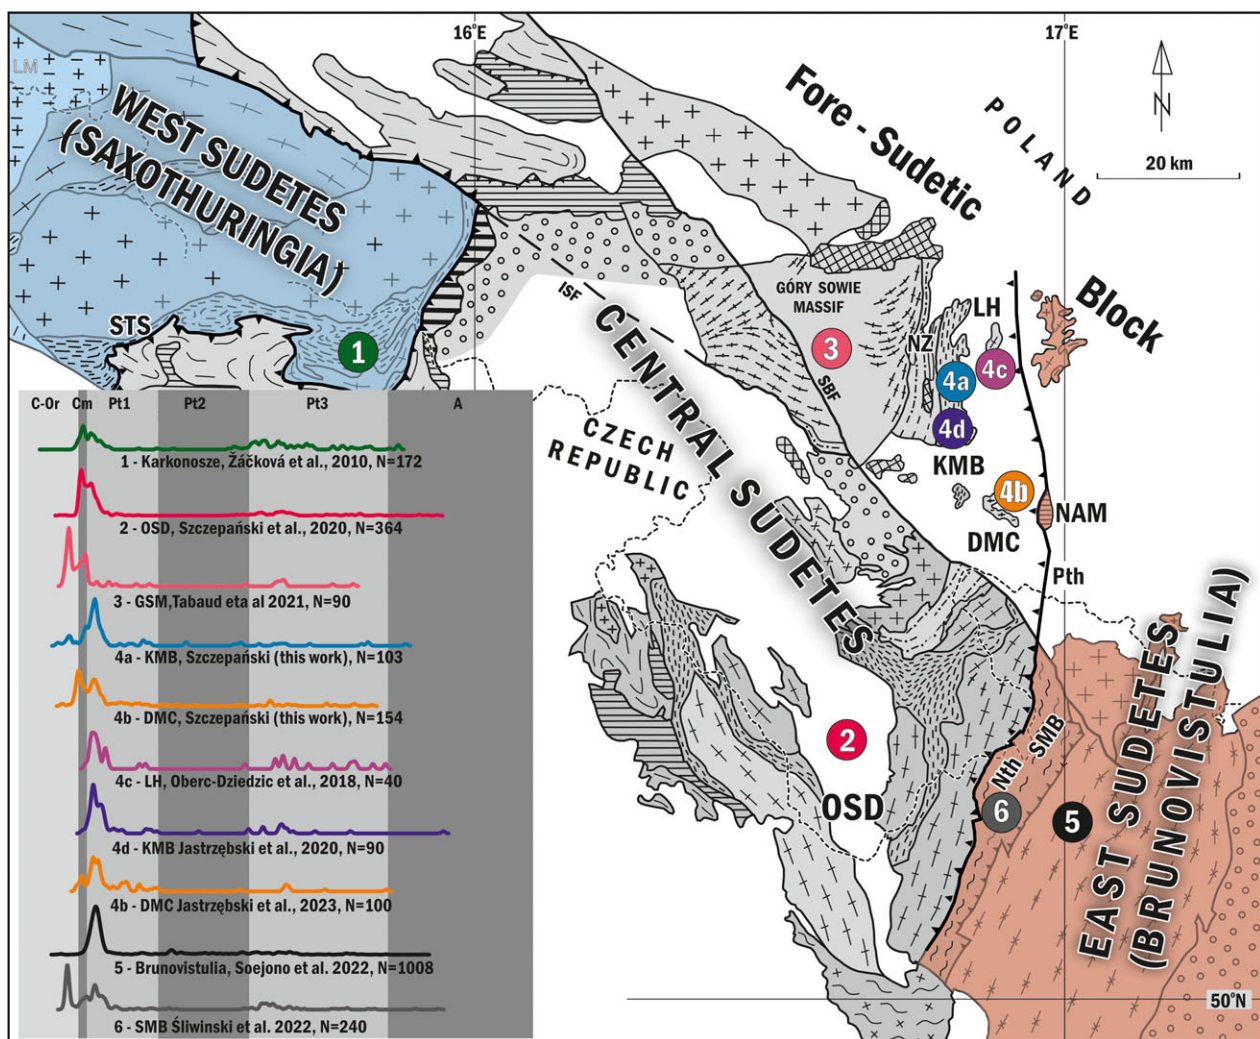 16°E
17°E
LM
WEST SUDETES
(SAXOTHURINGIA)
Fore - Sudetic
Block
POLAND
N
20 km
ISF
GÓRY SOWIE
MASSIF
LH
NZ
STS
1
3
4a
4c
4d
SBF
CENTRAL SUDETES
CZECH
REPUBLIC
KMB
4b
NAM
DMC
Pth
C-Or
Cm
Pt1
Pt2
Pt3
A
1 - Karkonosze, Žáčková et al., 2010, N=172
2 - OSD, Szczepański et al., 2020, N=364
3 - GSM,Tabaud eta al 2021, N=90
4a - KMB, Szczepański (this work), N=103
4b - DMC, Szczepański (this work), N=154
4c - LH, Oberc-Dziedzic et al., 2018, N=40
4d - KMB Jastrzębski et al., 2020, N=90
4b - DMC Jastrzębski et al., 2023, N=100
5 - Brunovistulia, Soejono et al. 2022, N=1008
6 - SMB Śliwinski et al. 2022, N=240
2
OSD
Nth
SMB
6
5
EAST SUDETES
(BRUNOVISTULIA)
50°N